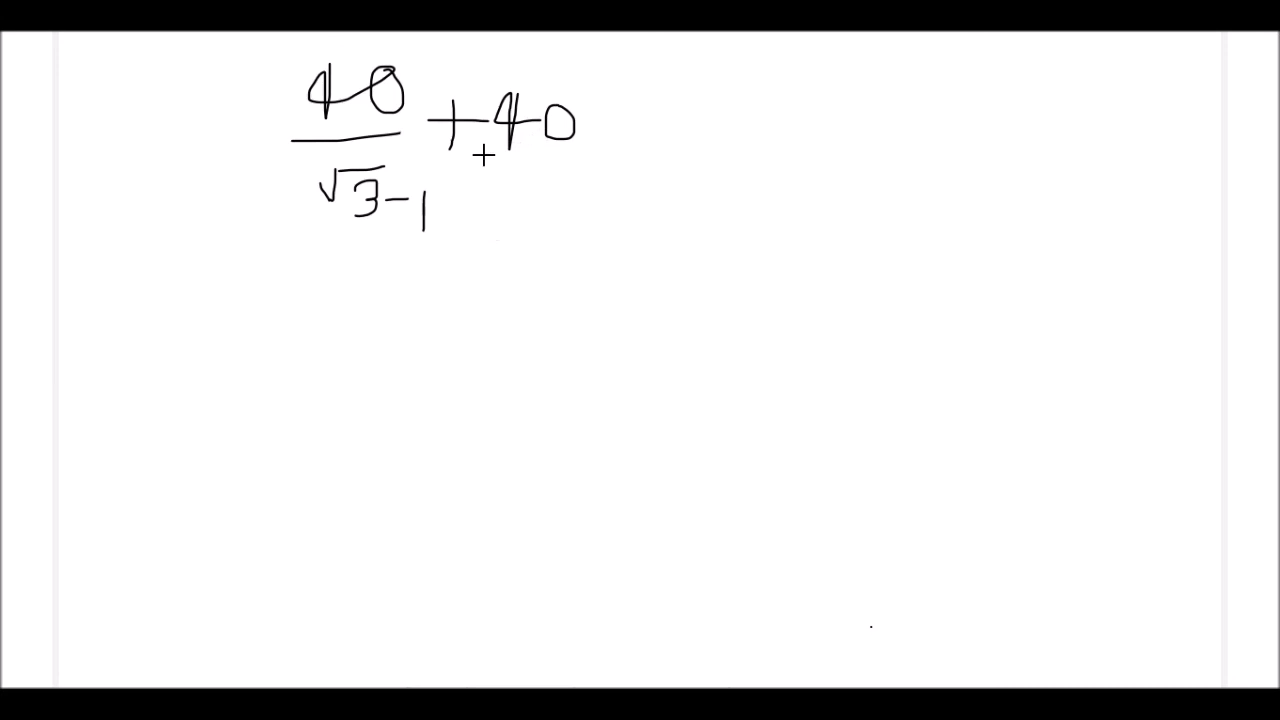 40
―― + 40
√3 - 1